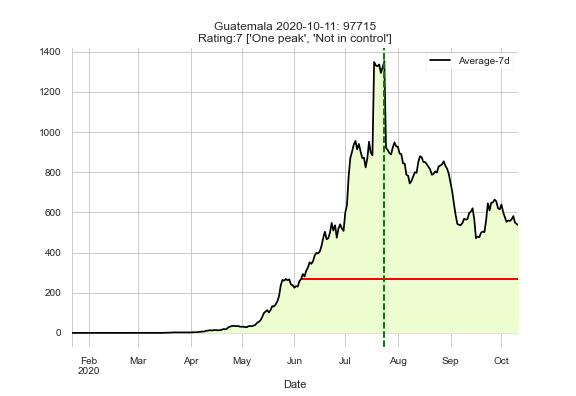 Guatemala 2020-10-11: 97715
Rating:7 ['One peak', 'Not in control']
Average-7d
1400
1200
1000
800
600
400
200
0
Feb Mar Apr May Jun Jul Aug Sep Oct
2020
Date